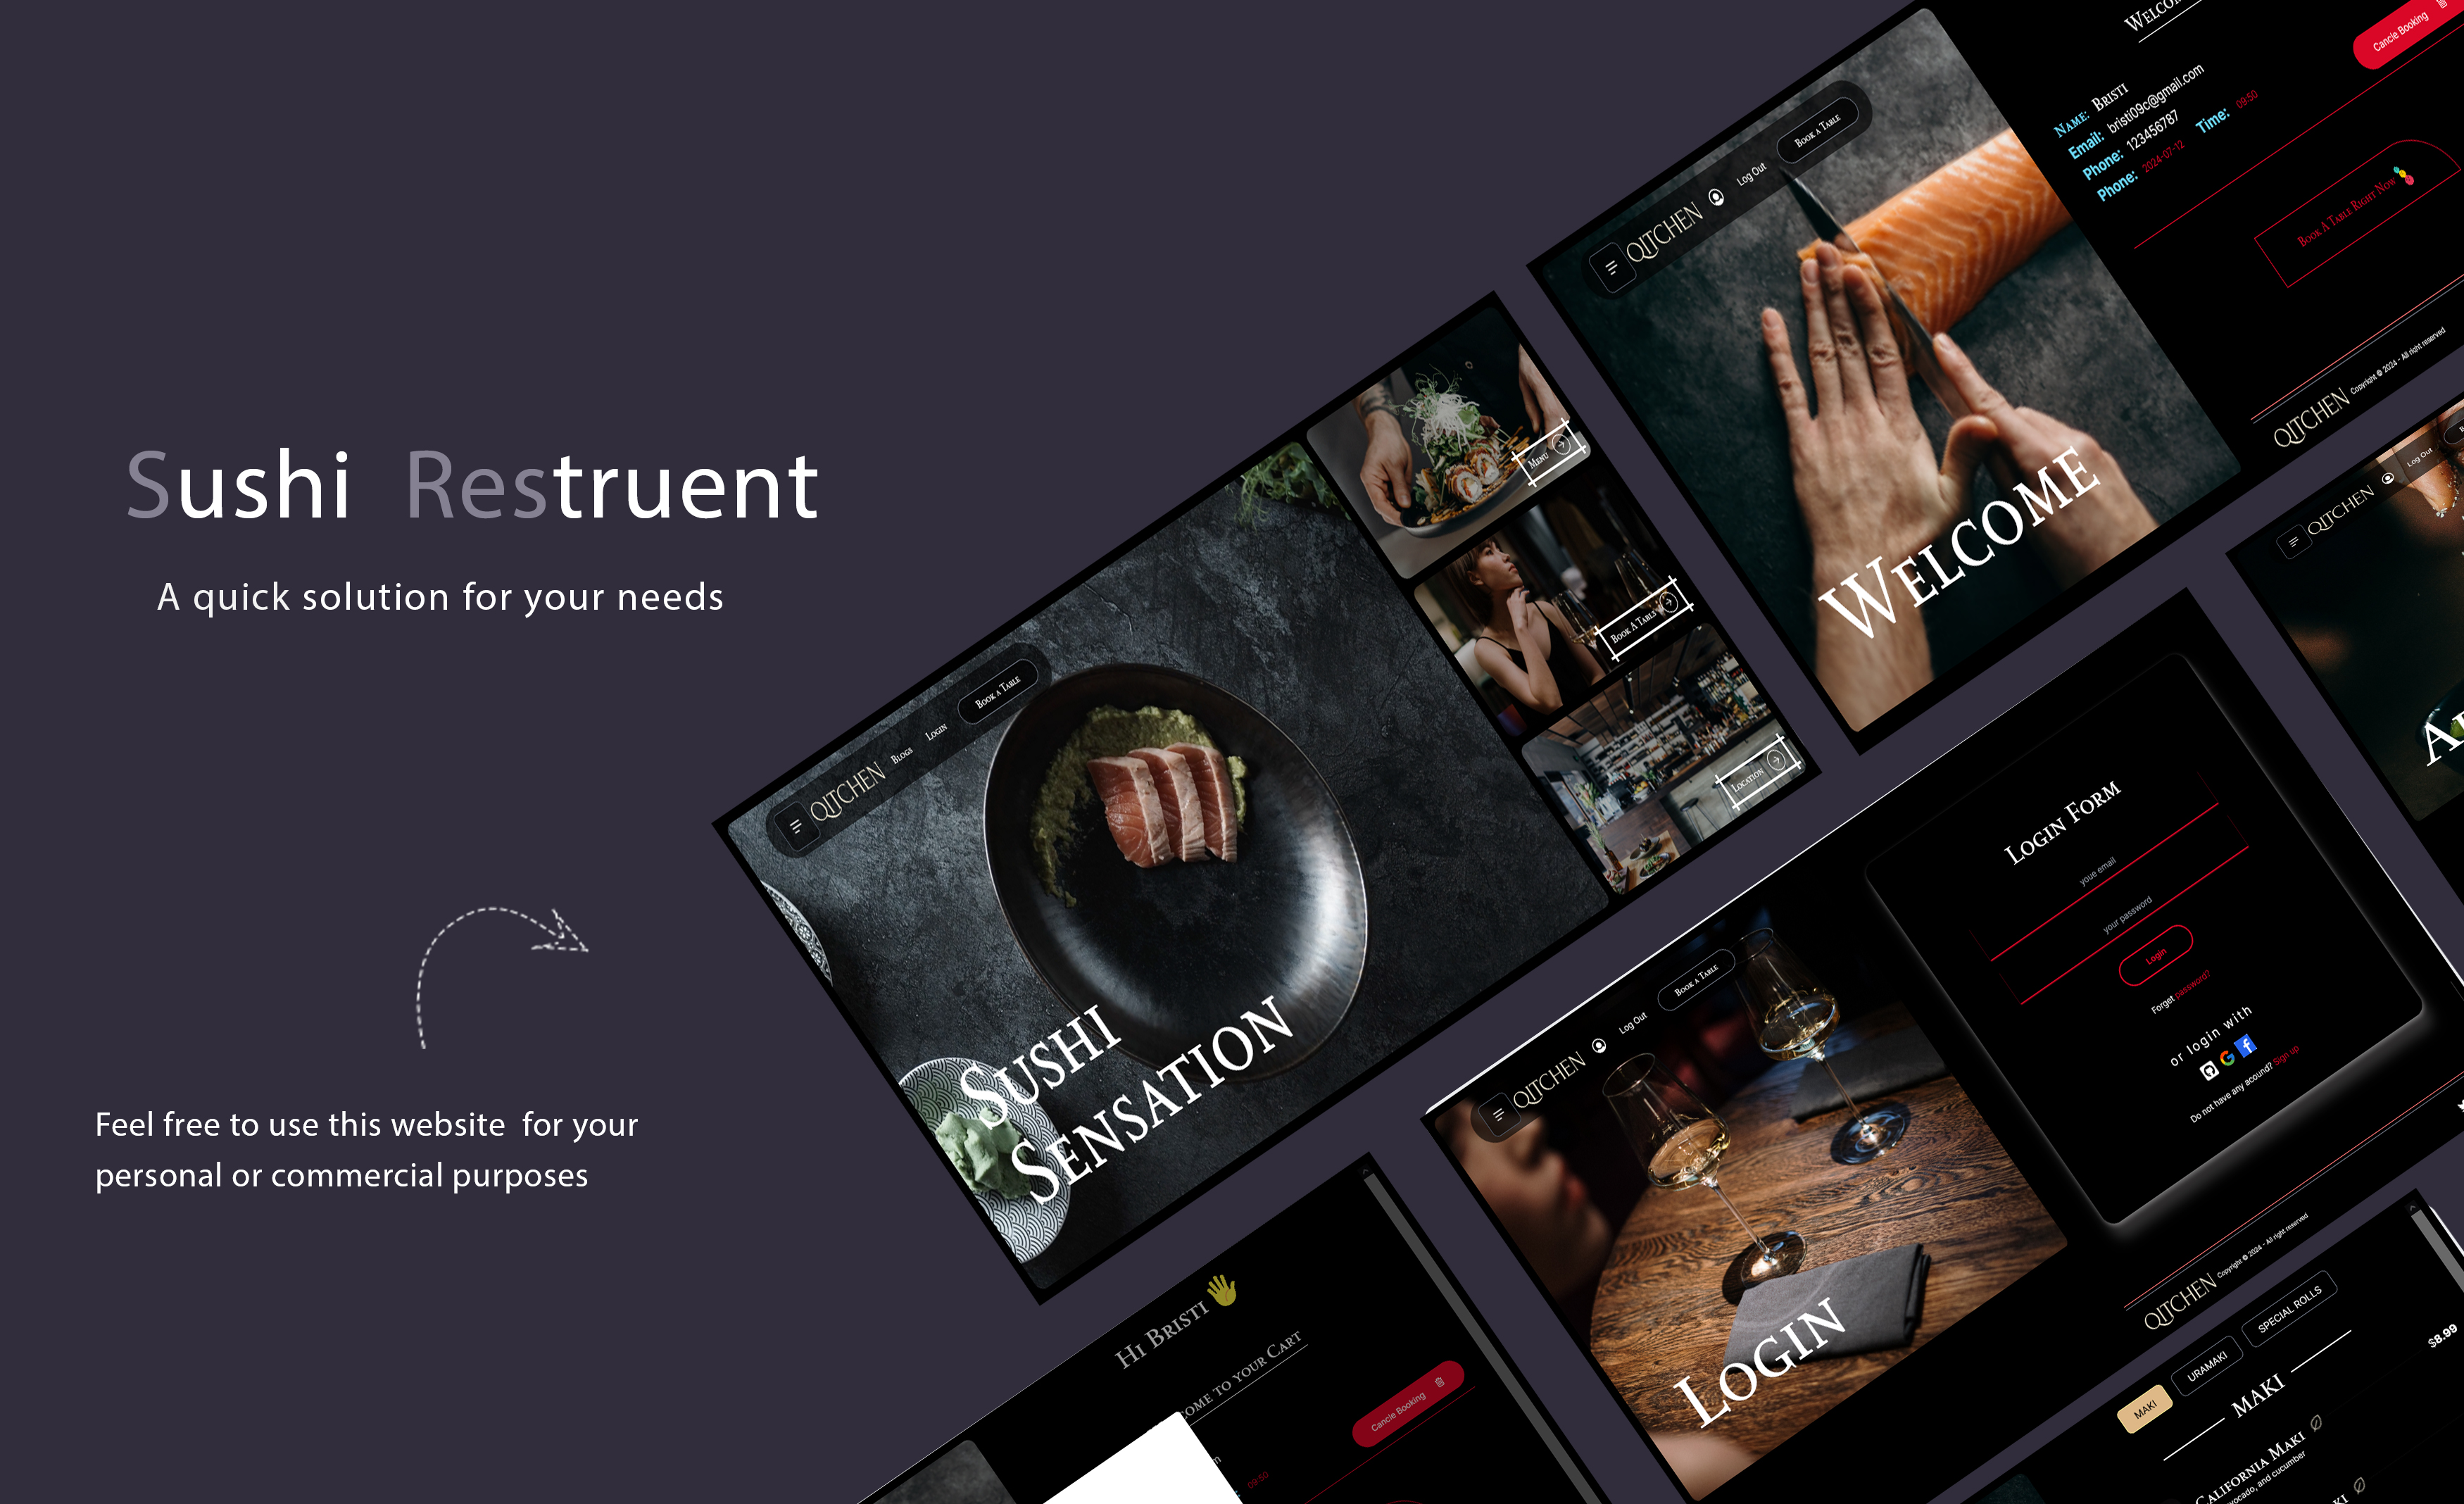 Sushi Restruent
A quick solution for your needs
Feel free to use this website for your
personal or commercial purposes
QITCHEN
Blogs
Login
Book a Table
Sushi
Sensation
Menu
Book A Table
Location
QITCHEN
Log Out
Book a Table
Welcome
Name: Bristi
Email: bristi09c@gmail.com
Phone: 123456787
Phone: 2024-07-12 Time: 09:50
Cancle Booking
Book A Table Right Now
QITCHEN Copyright © 2024 - All right reserved
QITCHEN
Log Out
QITCHEN
Log Out
Book a Table
Login
Login Form
youe email
your password
Login
Forget password?
or login with
Do not have any acound? Sign up
QITCHEN Copyright © 2024 - All right reserved
Hi Bristi
come to your Cart
Cancle Booking
09:50
MAKI
URAMAKI
SPECIAL ROLLS
MAKI
$8.99
California Maki
and cucumber